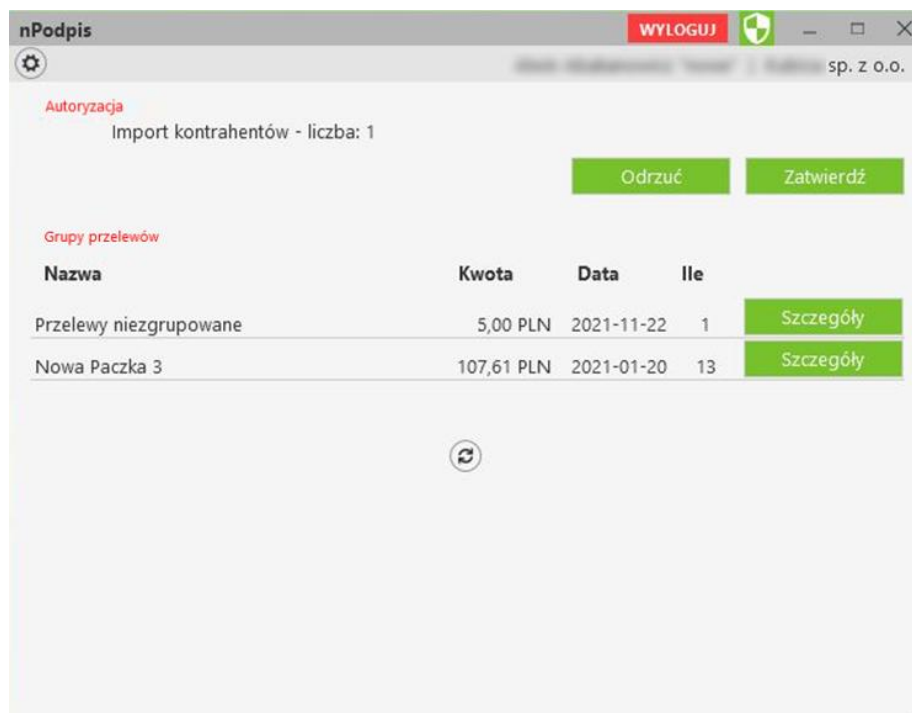 nPodpis WYLOGUJ
sp. z o.o.
Autoryzacja
Import kontrahentów - liczba: 1
Odrzuć Zatwierdź
Grupy przelewów
Nazwa Kwota Data Ile
Przelewy niezgrupowane 5,00 PLN 2021-11-22 1 Szczegóły
Nowa Paczka 3 107,61 PLN 2021-01-20 13 Szczegóły